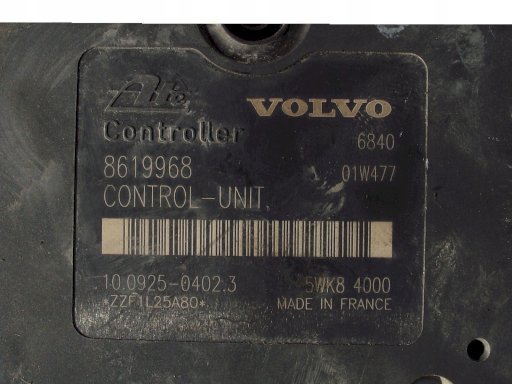 Ate VOLVO
Controller 6840
8619968 01W477
CONTROL-UNIT
10.0925-0402.3 5WK8 4000
*ZZF1L25A80* MADE IN FRANCE